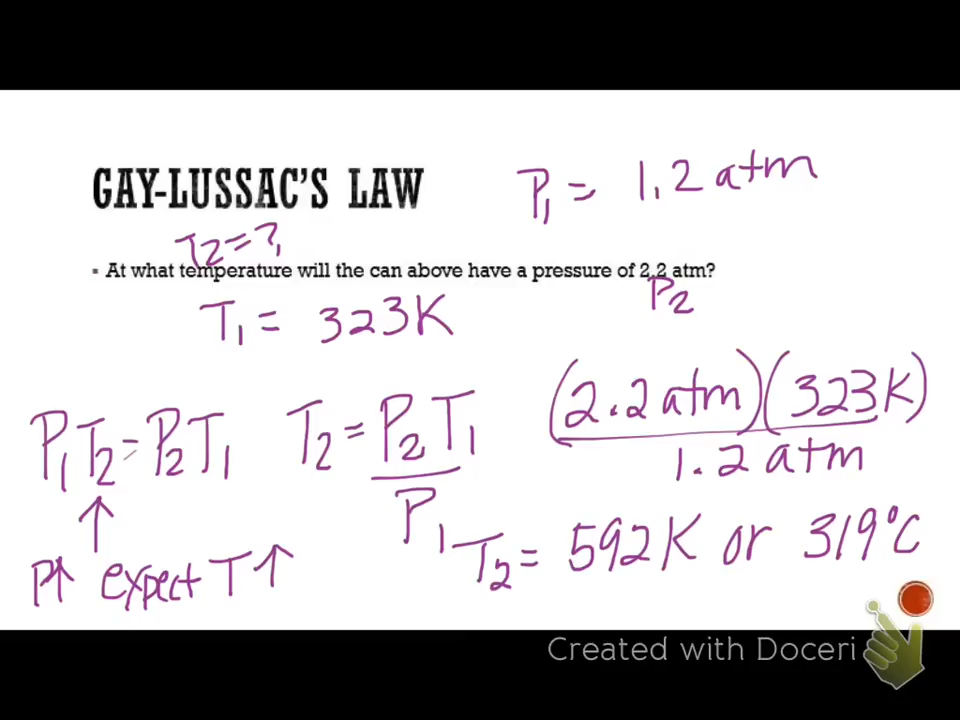 GAY-LUSSAC'S LAW
P₁ = 1.2 atm
T₂ = ?
▪ At what temperature will the can above have a pressure of 2.2 atm?
P₂
T₁ = 323K
P₁T₂ = P₂T₁
T₂ = P₂T₁
P₁
(2.2 atm)(323K)
1.2 atm
↑
P↑ expect T↑
T₂ = 592K or 319°C
Created with Doceri